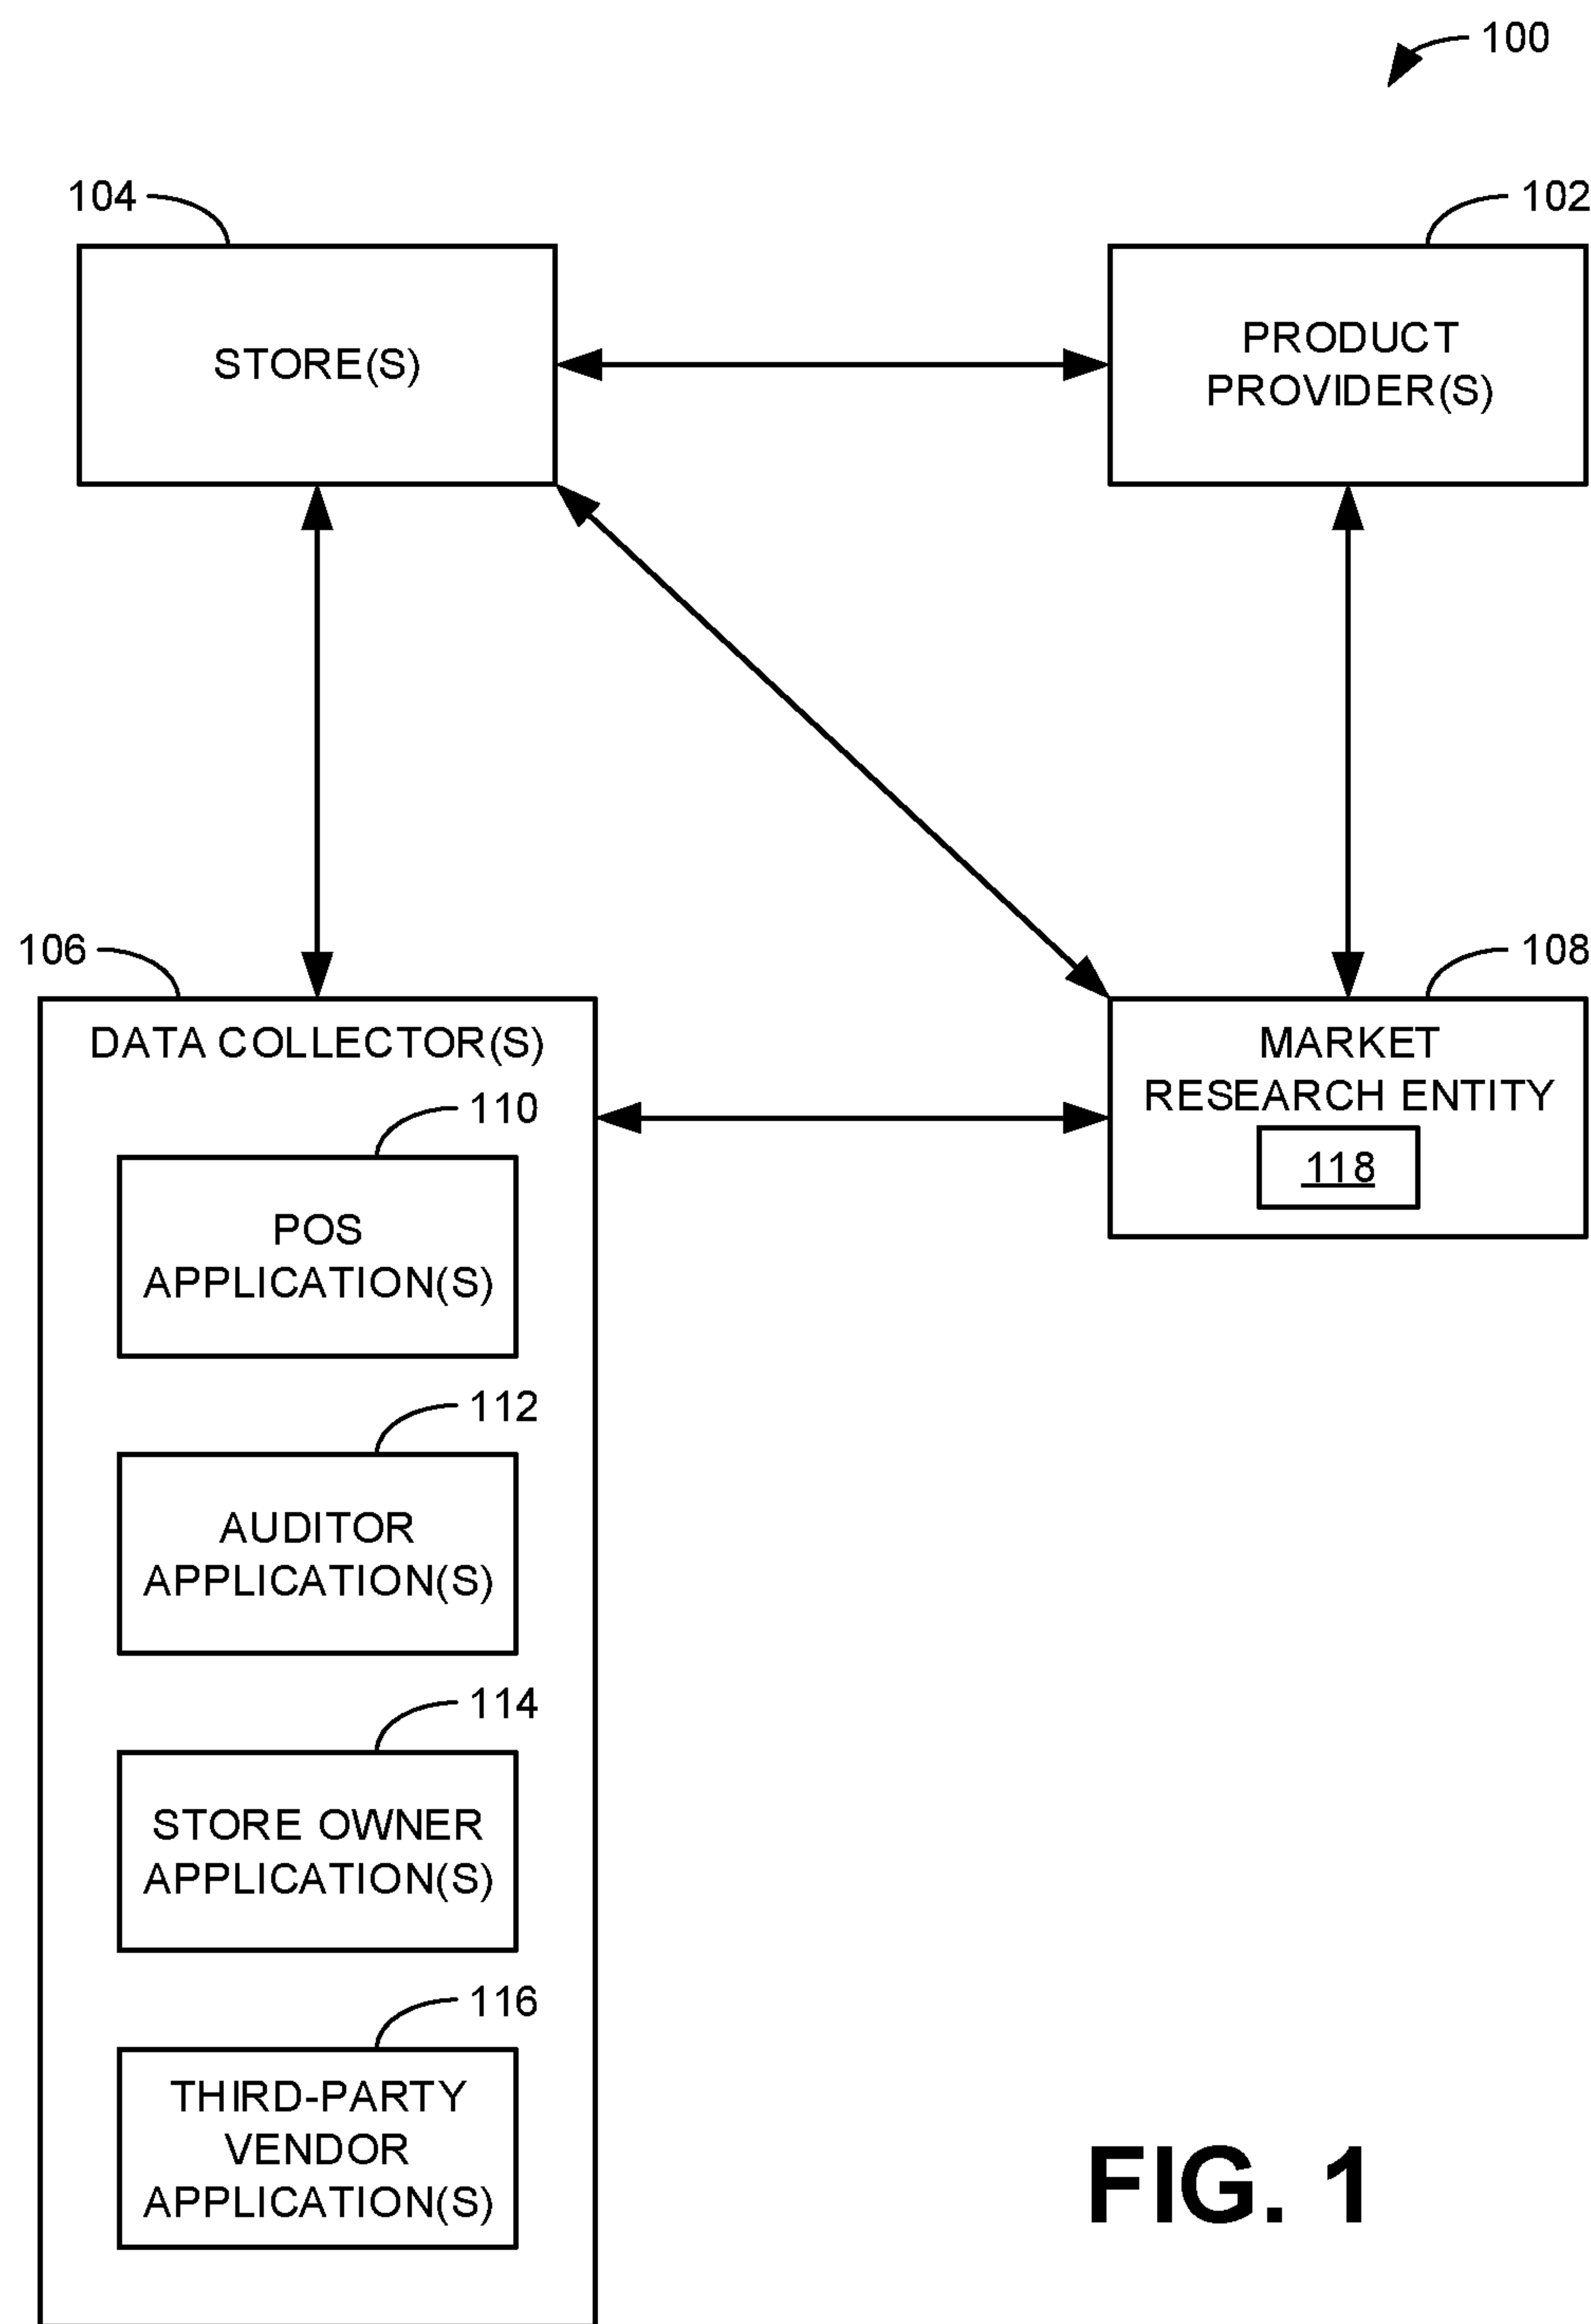 100
104
102
STORE(S)
PRODUCT
PROVIDER(S)
106
108
DATA COLLECTOR(S)
MARKET
RESEARCH ENTITY
118
110
POS
APPLICATION(S)
112
AUDITOR
APPLICATION(S)
114
STORE OWNER
APPLICATION(S)
116
THIRD-PARTY
VENDOR
APPLICATION(S)
FIG. 1